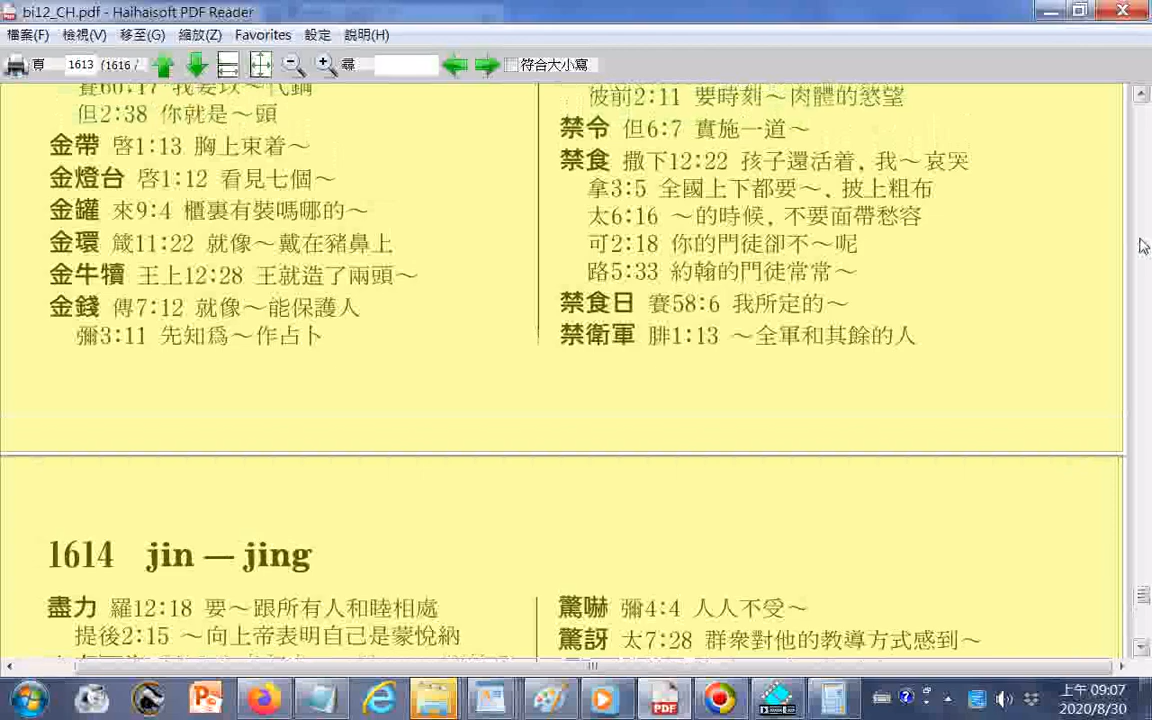 bi12_CH.pdf - Haihaisoft PDF Reader
檔案(F) 檢視(V) 移至(G) 縮放(Z) Favorites 設定 說明(H)
頁 1613 (1616 / 尋 符合大小寫
賽60:17 我要以～代銅
但2:38 你就是～頭
金帶 啓1:13 胸上束着～
金燈台 啓1:12 看見七個～
金罐 來9:4 櫃裏有裝嗎哪的～
金環 箴11:22 就像～戴在豬鼻上
金牛犢 王上12:28 王就造了兩頭～
金錢 傳7:12 就像～能保護人
彌3:11 先知爲～作占卜
彼前2:11 要時刻～肉體的慾望
禁令 但6:7 實施一道～
禁食 撒下12:22 孩子還活着，我～哀哭
拿3:5 全國上下都要～、披上粗布
太6:16 ～的時候，不要面帶愁容
可2:18 你的門徒卻不～呢
路5:33 約翰的門徒常常～
禁食日 賽58:6 我所定的～
禁衛軍 腓1:13 ～全軍和其餘的人
1614 jin — jing
盡力 羅12:18 要～跟所有人和睦相處
提後2:15 ～向上帝表明自己是蒙悅納
驚嚇 彌4:4 人人不受～
驚訝 太7:28 群衆對他的教導方式感到～
上午 09:07
2020/8/30